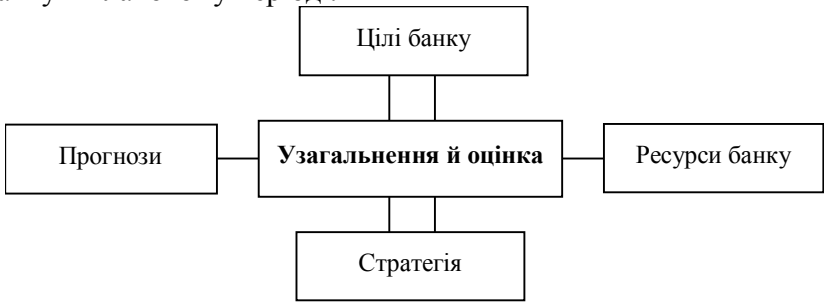 Цілі банку
Прогнози
Узагальнення й оцінка
Ресурси банку
Стратегія